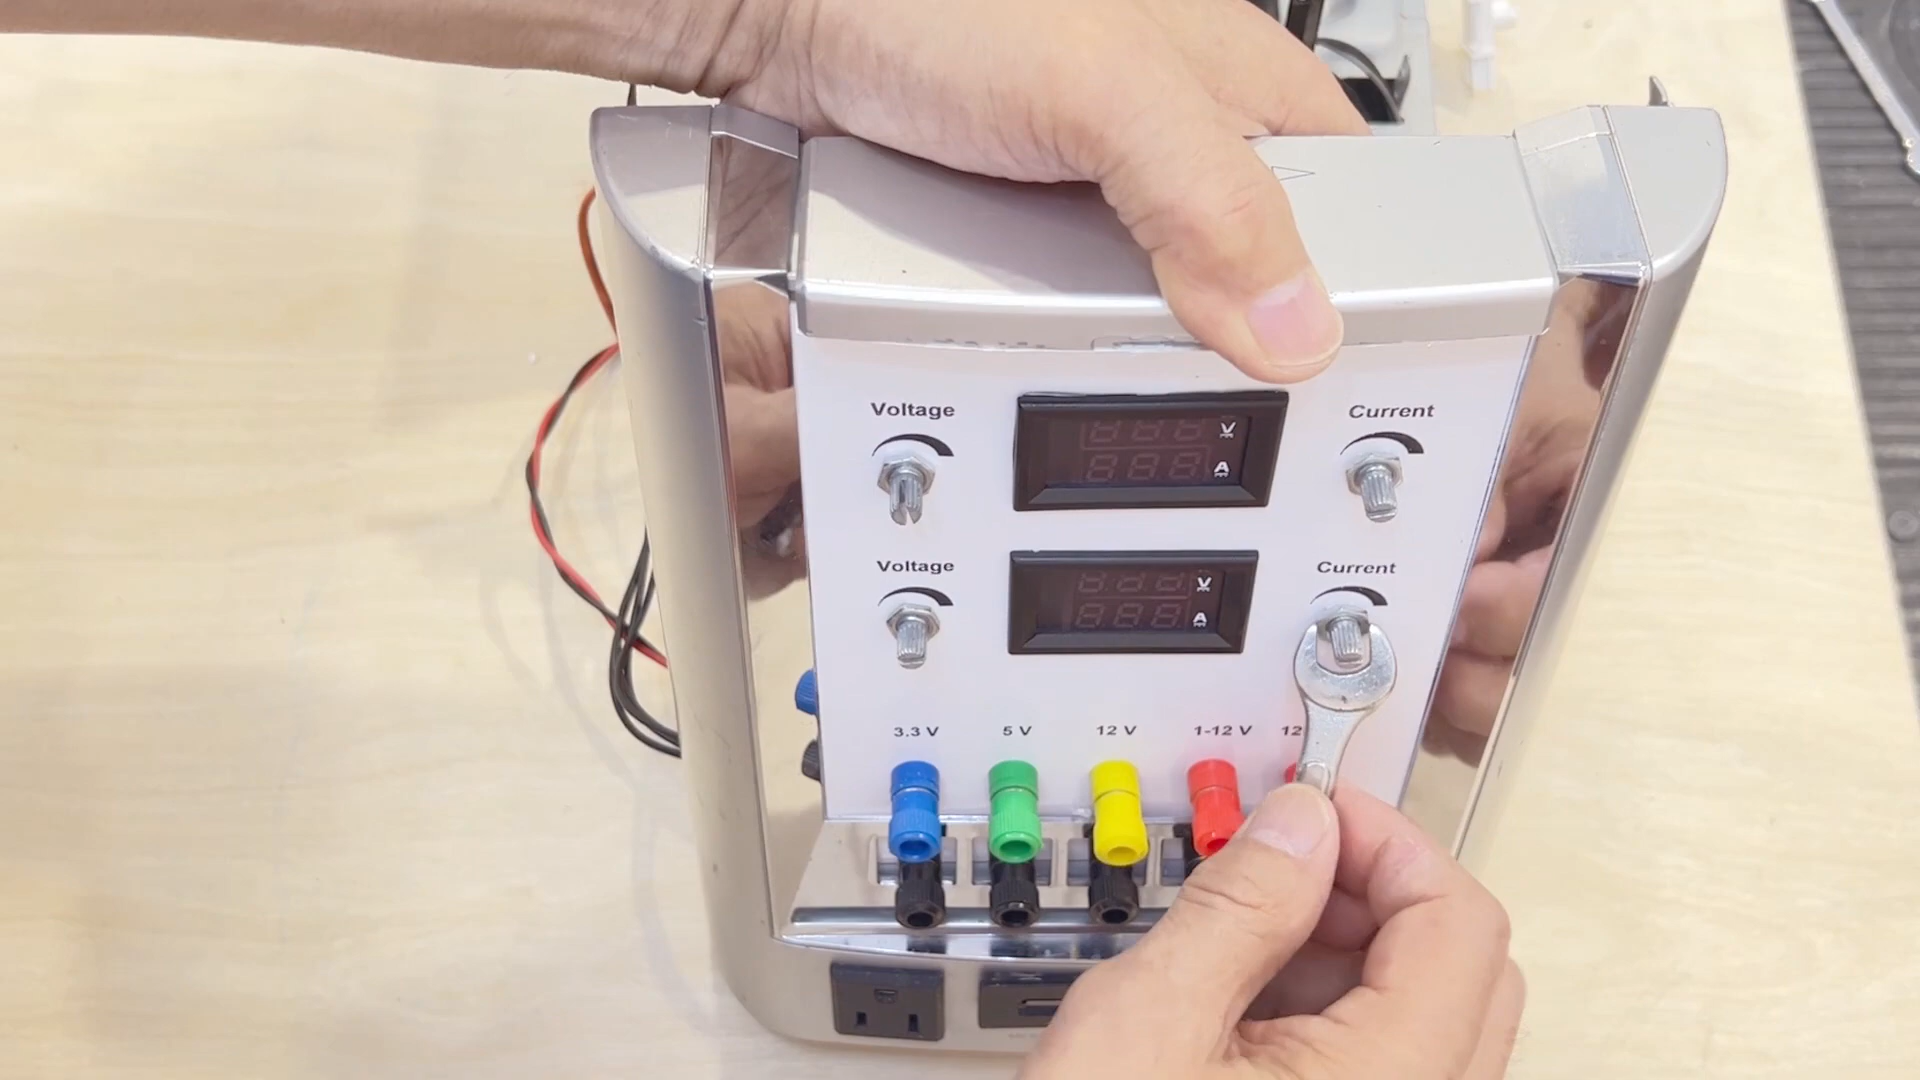 Voltage
Current
V
A
Voltage
Current
V
A
3.3 V
5 V
12 V
1-12 V
12